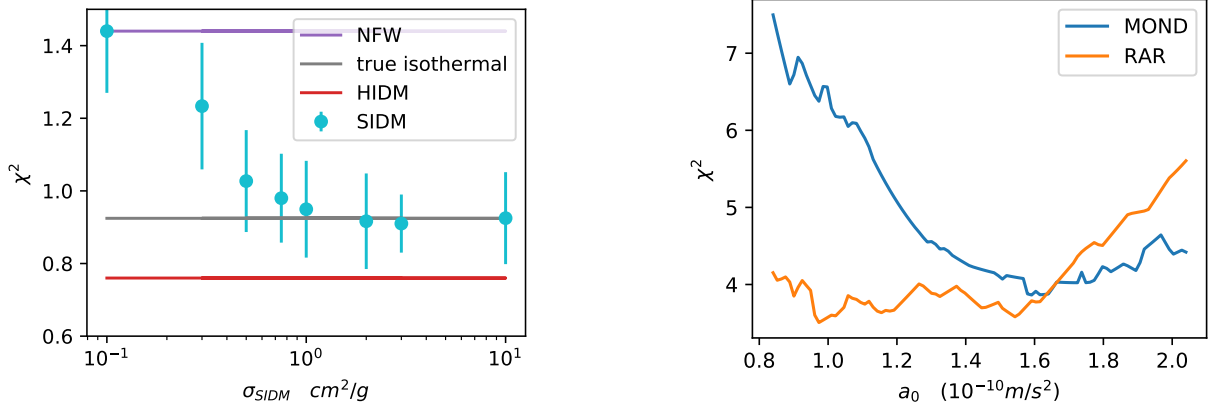 1.4
1.2
1.0
0.8
0.6
χ²
10⁻¹
10⁰
10¹
σ_SIDM cm²/g
NFW
true isothermal
HIDM
SIDM
7
6
5
4
χ²
0.8
1.0
1.2
1.4
1.6
1.8
2.0
a₀ (10⁻¹⁰m/s²)
MOND
RAR